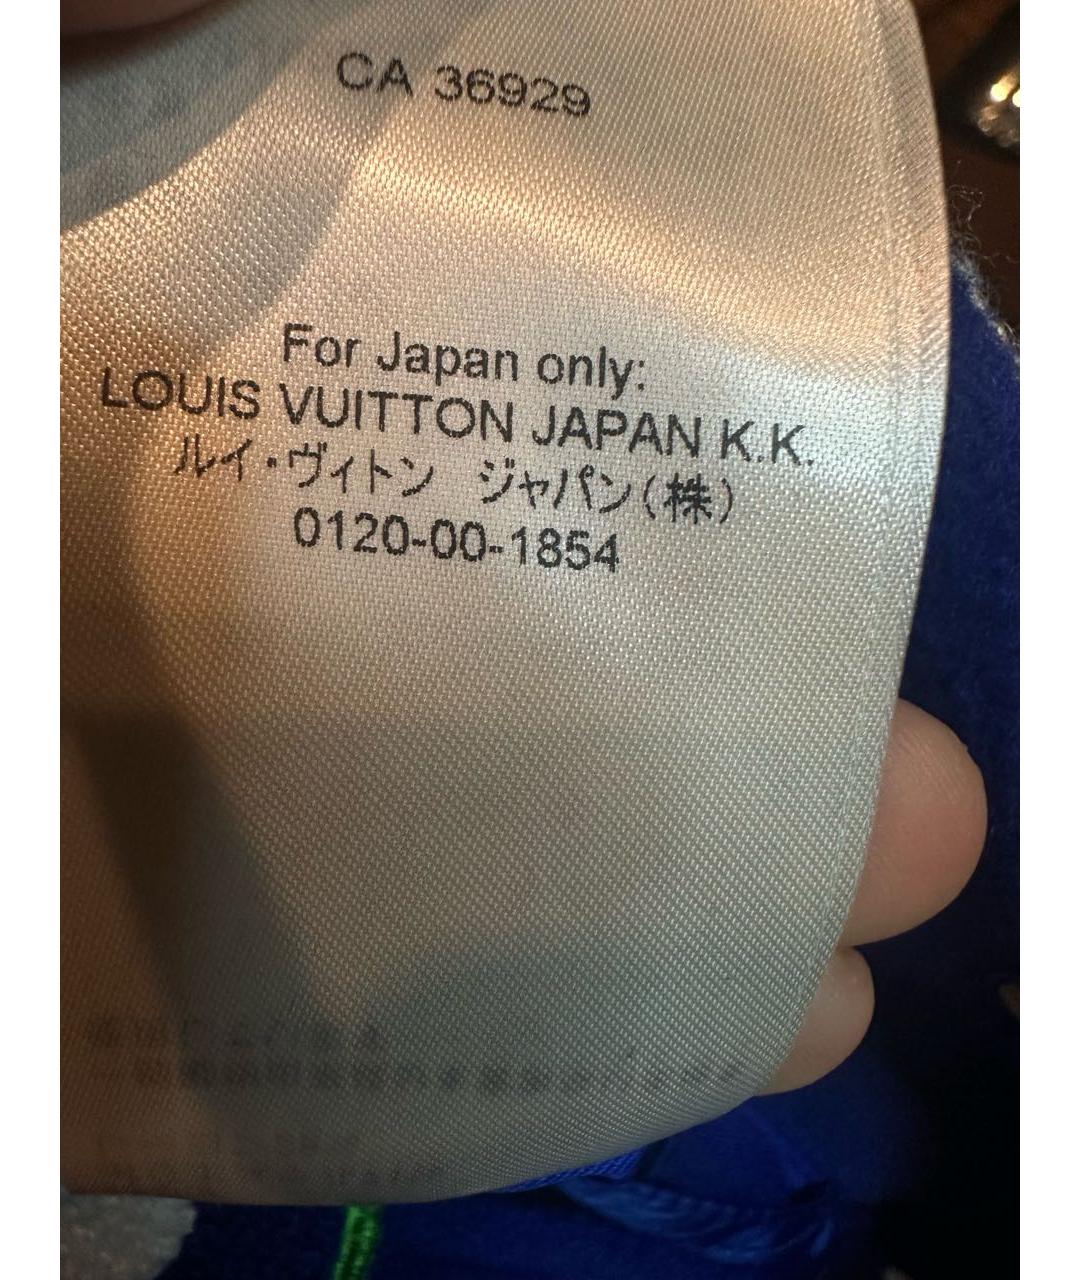 CA 36929
For Japan only:
LOUIS VUITTON JAPAN K.K.
ルイ・ヴィトン　ジャパン(株)
0120-00-1854